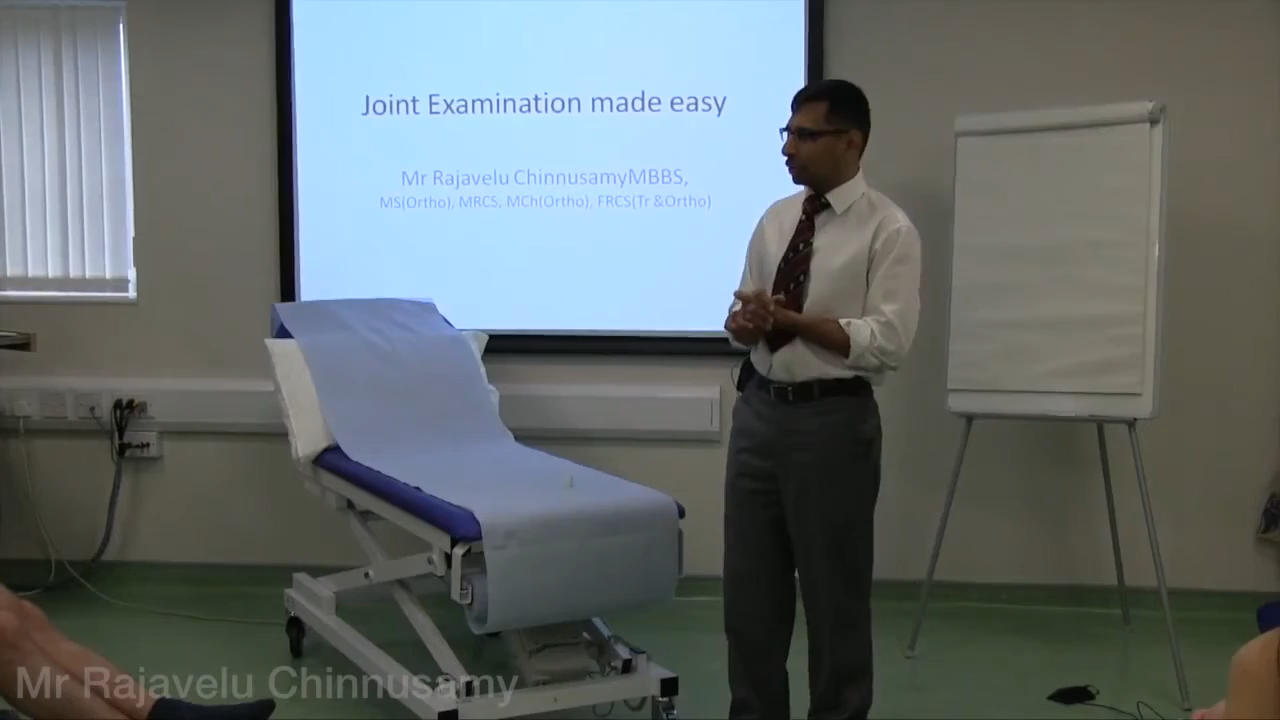 Joint Examination made easy
Mr Rajavelu ChinnusamyMBBS,
MS(Ortho), MRCS, MCh(Ortho), FRCS(Tr &Ortho)
Mr Rajavelu Chinnusamy